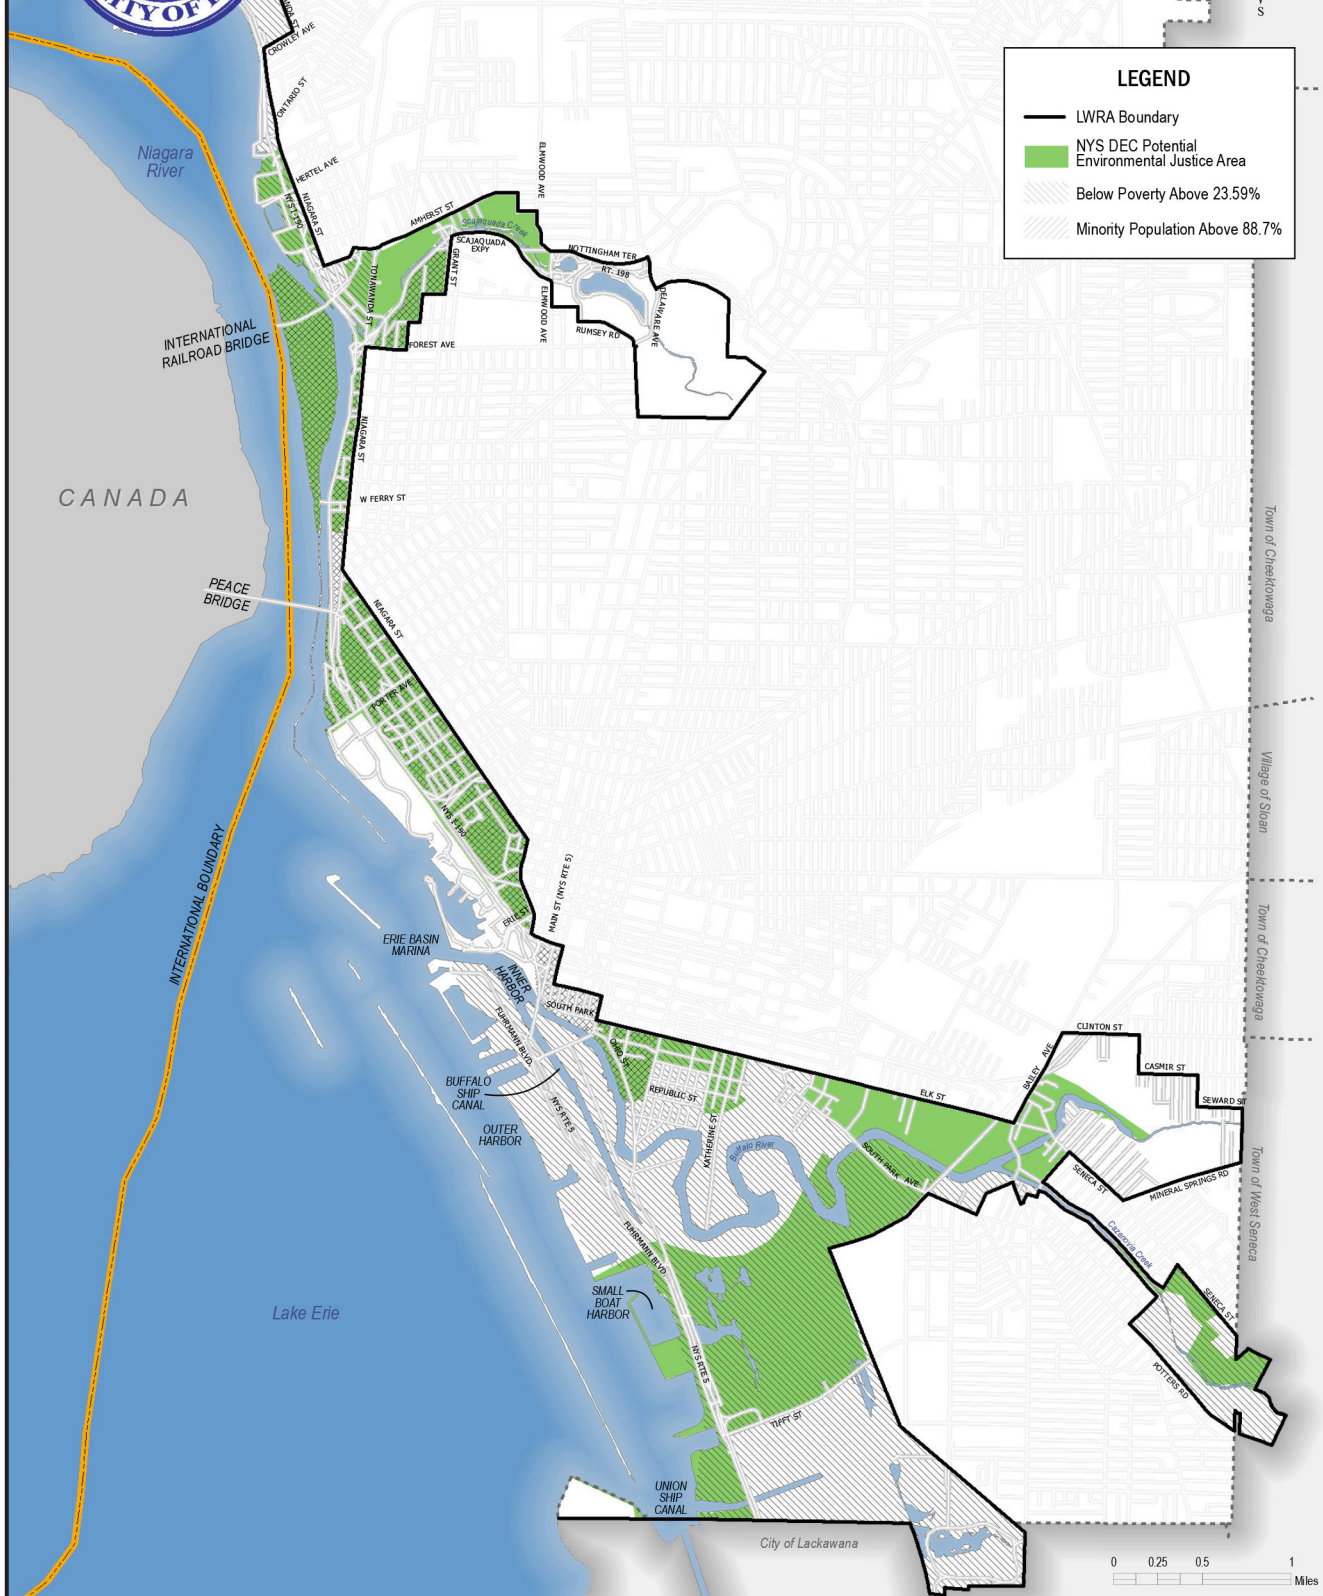 CITY OF
S
CROWLEY AVE
ONTARIO ST
LEGEND
LWRA Boundary
NYS DEC Potential
Environmental Justice Area
Below Poverty Above 23.59%
Minority Population Above 88.7%
Niagara
River
HERTEL AVE
NIAGARA ST
NYS I-190
ELMWOOD AVE
AMHERST ST
Scajaquada Creek
SCAJAQUADA
EXPY
NOTTINGHAM TER
RT- 198
GRANT ST
TONAWANDA ST
ELMWOOD AVE
DELAWARE AVE
RUMSEY RD
FOREST AVE
INTERNATIONAL
RAILROAD BRIDGE
NIAGARA ST
CANADA
W FERRY ST
Town of Cheektowaga
PEACE
BRIDGE
NIAGARA ST
PORTER AVE
Village of Sloan
NYS I-190
INTERNATIONAL BOUNDARY
MAIN ST (NYS RTE 5)
ERIE ST
Town of Cheektowaga
ERIE BASIN
MARINA
INNER
HARBOR
SOUTH PARK
FUHRMANN BLVD.
CLINTON ST
BAILEY AVE
CASMIR ST
OHIO ST
ELK ST
SEWARD ST
BUFFALO
SHIP
CANAL
REPUBLIC ST
NYS RTE 5
OUTER
HARBOR
KATHERINE ST
Buffalo River
SOUTH PARK AVE
SENECA ST
MINERAL SPRINGS RD
Town of West Seneca
FUHRMANN BLVD.
Cazenovia Creek
SMALL
BOAT
HARBOR
SENECA ST
Lake Erie
NYS RTE 5
POTTERS RD
TIFFT ST
UNION
SHIP
CANAL
City of Lackawana
0 0.25 0.5 1
Miles